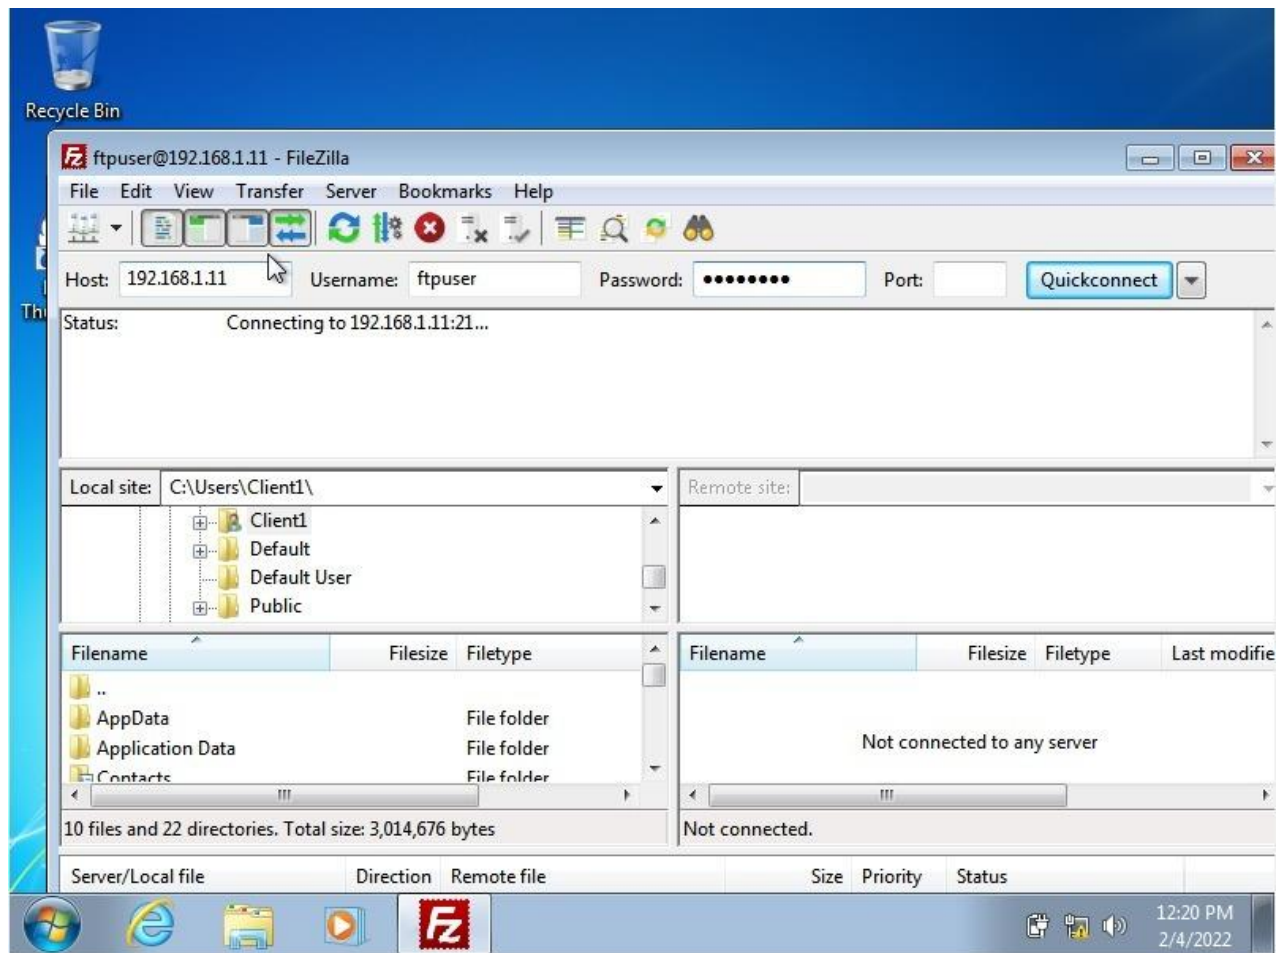 Recycle Bin
ftpuser@192.168.1.11 - FileZilla
File Edit View Transfer Server Bookmarks Help
Host: 192.168.1.11 Username: ftpuser Password: ●●●●●●●● Port: Quickconnect
Status: Connecting to 192.168.1.11:21...
Local site: C:\Users\Client1\ Remote site:
Client1
Default
Default User
Public
Filename Filesize Filetype Filename Filesize Filetype Last modifie
..
AppData File folder
Application Data File folder
Not connected to any server
Contacts File folder
10 files and 22 directories. Total size: 3,014,676 bytes Not connected.
Server/Local file Direction Remote file Size Priority Status
12:20 PM
2/4/2022